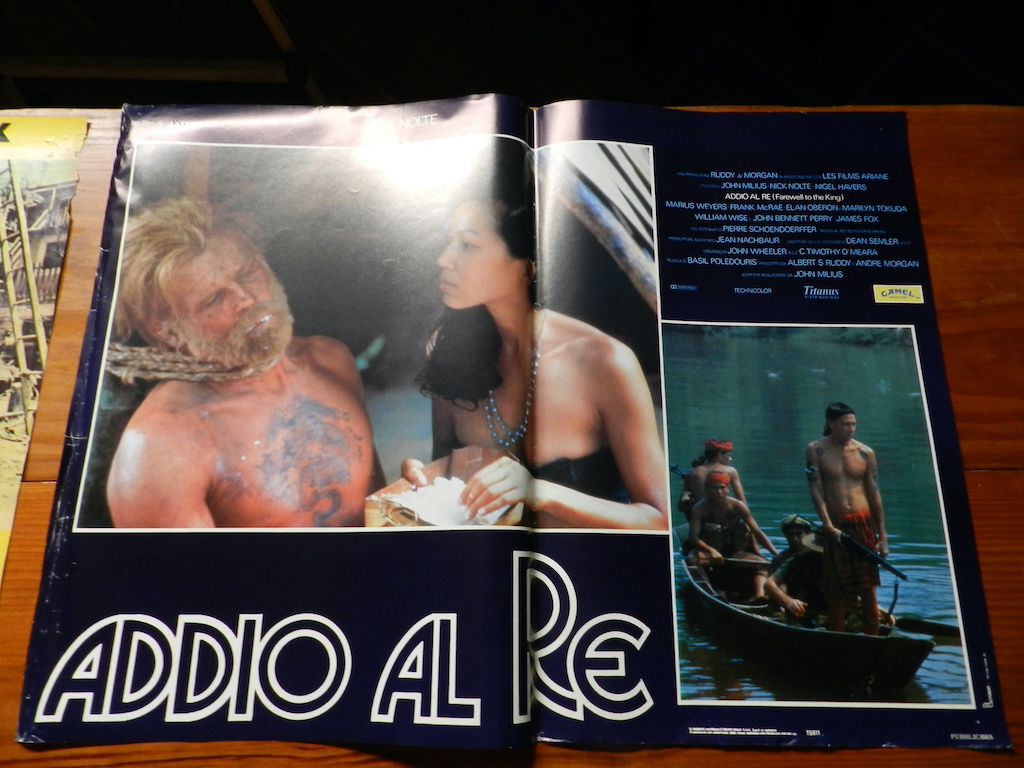 NOLTE
UNA PRODUZIONE RUDDY & MORGAN LES FILMS ARIANE
JOHN MILIUS NICK NOLTE · NIGEL HAVERS
ADDIO AL RE (Farewell to the King)
MARIUS WEYERS · FRANK McRAE · ELAN OBERON · MARILYN TOKUDA
WILLIAM WISE · JOHN BENNETT PERRY JAMES FOX
PIERRE SCHOENDOERFFER
JEAN NACHBAUR DEAN SEMLER
JOHN WHEELER C. TIMOTHY O'MEARA
BASIL POLEDOURIS ALBERT S. RUDDY · ANDRE MORGAN
JOHN MILIUS
TECHNICOLOR
Titanus
DISTRIBUZIONE
CAMEL
ADDIO AL RE